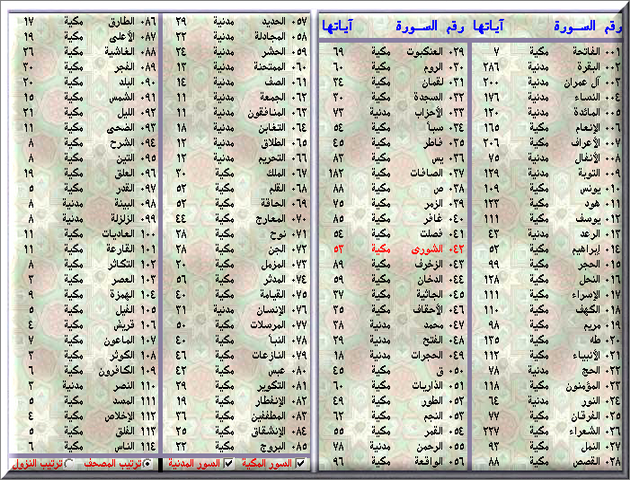 رقم السورة آياتها
٠٠١ الفاتحة مكية ٧
٠٠٢ البقرة مدنية ٢٨٦
٠٠٣ آل عمران مدنية ٢٠٠
٠٠٤ النساء مدنية ١٧٦
٠٠٥ المائدة مدنية ١٢٠
٠٠٦ الإنعام مكية ١٦٥
٠٠٧ الأعراف مكية ٢٠٦
٠٠٨ الأنفال مدنية ٧٥
٠٠٩ التوبة مدنية ١٢٩
٠١٠ يونس مكية ١٠٩
٠١١ هود مكية ١٢٣
٠١٢ يوسف مكية ١١١
٠١٣ الرعد مدنية ٤٣
٠١٤ إبراهيم مكية ٥٢
٠١٥ الحجر مكية ٩٩
٠١٦ النحل مكية ١٢٨
٠١٧ الإسراء مكية ١١١
٠١٨ الكهف مكية ١١٠
٠١٩ مريم مكية ٩٨
٠٢٠ طه مكية ١٣٥
٠٢١ الأنبياء مكية ١١٢
٠٢٢ الحج مدنية ٧٨
٠٢٣ المؤمنون مكية ١١٨
٠٢٤ النور مدنية ٦٤
٠٢٥ الفرقان مكية ٧٧
٠٢٦ الشعراء مكية ٢٢٧
٠٢٧ النمل مكية ٩٣
٠٢٨ القصص مكية ٨٨
رقم السورة آياتها
٠٢٩ العنكبوت مكية ٦٩
٠٣٠ الروم مكية ٦٠
٠٣١ لقمان مكية ٣٤
٠٣٢ السجدة مكية ٣٠
٠٣٣ الأحزاب مدنية ٧٣
٠٣٤ سبأ مكية ٥٤
٠٣٥ فاطر مكية ٤٥
٠٣٦ يس مكية ٨٣
٠٣٧ الصافات مكية ١٨٢
٠٣٨ ص مكية ٨٨
٠٣٩ الزمر مكية ٧٥
٠٤٠ غافر مكية ٨٥
٠٤١ فصلت مكية ٥٤
٠٤٢ الشورى مكية ٥٣
٠٤٣ الزخرف مكية ٨٩
٠٤٤ الدخان مكية ٥٩
٠٤٥ الجاثية مكية ٣٧
٠٤٦ الأحقاف مكية ٣٥
٠٤٧ محمد مدنية ٣٨
٠٤٨ الفتح مدنية ٢٩
٠٤٩ الحجرات مدنية ١٨
٠٥٠ ق مكية ٤٥
٠٥١ الذاريات مكية ٦٠
٠٥٢ الطور مكية ٤٩
٠٥٣ النجم مكية ٦٢
٠٥٤ القمر مكية ٥٥
٠٥٥ الرحمن مدنية ٧٨
٠٥٦ الواقعة مكية ٩٦
٠٥٧ الحديد مدنية ٢٩
٠٥٨ المجادلة مدنية ٢٢
٠٥٩ الحشر مدنية ٢٤
٠٦٠ الممتحنة مدنية ١٣
٠٦١ الصف مدنية ١٤
٠٦٢ الجمعة مدنية ١١
٠٦٣ المنافقون مدنية ١١
٠٦٤ التغابن مدنية ١٨
٠٦٥ الطلاق مدنية ١٢
٠٦٦ التحريم مدنية ١٢
٠٦٧ الملك مكية ٣٠
٠٦٨ القلم مكية ٥٢
٠٦٩ الحاقة مكية ٥٢
٠٧٠ المعارج مكية ٤٤
٠٧١ نوح مكية ٢٨
٠٧٢ الجن مكية ٢٨
٠٧٣ المزمل مكية ٢٠
٠٧٤ المدثر مكية ٥٦
٠٧٥ القيامة مكية ٤٠
٠٧٦ الإنسان مدنية ٣١
٠٧٧ المرسلات مكية ٥٠
٠٧٨ النبأ مكية ٤٠
٠٧٩ النازعات مكية ٤٦
٠٨٠ عبس مكية ٤٢
٠٨١ التكوير مكية ٢٩
٠٨٢ الإنفطار مكية ١٩
٠٨٣ المطففين مكية ٣٦
٠٨٤ الإنشقاق مكية ٢٥
٠٨٥ البروج مكية ٢٢
٠٨٦ الطارق مكية ١٧
٠٨٧ الأعلى مكية ١٩
٠٨٨ الغاشية مكية ٢٦
٠٨٩ الفجر مكية ٣٠
٠٩٠ البلد مكية ٢٠
٠٩١ الشمس مكية ١٥
٠٩٢ الليل مكية ٢١
٠٩٣ الضحى مكية ١١
٠٩٤ الشرح مكية ٨
٠٩٥ التين مكية ٨
٠٩٦ العلق مكية ١٩
٠٩٧ القدر مكية ٥
٠٩٨ البينة مدنية ٨
٠٩٩ الزلزلة مدنية ٨
١٠٠ العاديات مكية ١١
١٠١ القارعة مكية ١١
١٠٢ التكاثر مكية ٨
١٠٣ العصر مكية ٣
١٠٤ الهمزة مكية ٩
١٠٥ الفيل مكية ٥
١٠٦ قريش مكية ٤
١٠٧ الماعون مكية ٧
١٠٨ الكوثر مكية ٣
١٠٩ الكافرون مكية ٦
١١٠ النصر مدنية ٣
١١١ المسد مكية ٥
١١٢ الإخلاص مكية ٤
١١٣ الفلق مكية ٥
١١٤ الناس مكية ٦
السور المكية السور المدنية ترتيب المصحف ترتيب النزول